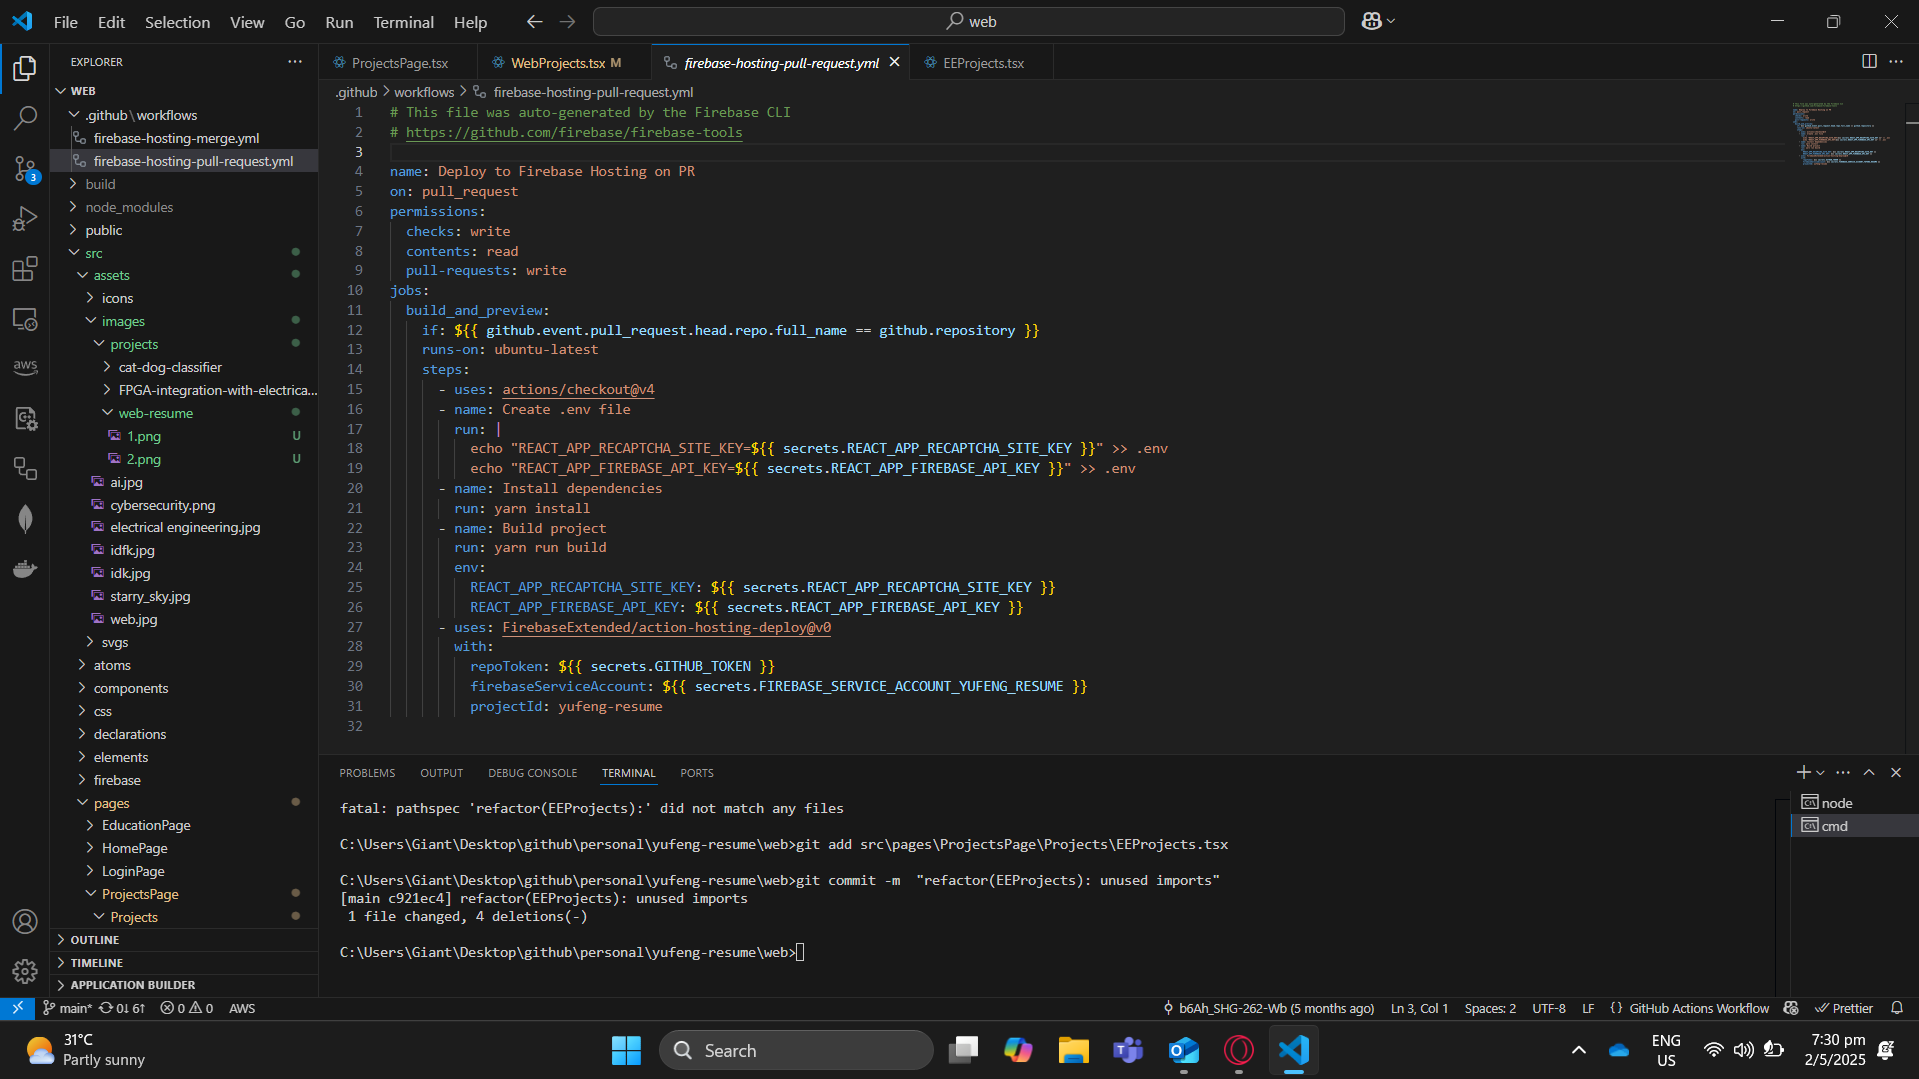 File Edit Selection View Go Run Terminal Help
web
EXPLORER
WEB
.github\workflows
firebase-hosting-merge.yml
firebase-hosting-pull-request.yml
build
node_modules
public
src
assets
icons
images
projects
cat-dog-classifier
FPGA-integration-with-electrica...
web-resume
1.png U
2.png U
ai.jpg
cybersecurity.png
electrical engineering.jpg
idfk.jpg
idk.jpg
starry_sky.jpg
web.jpg
svgs
atoms
components
css
declarations
elements
firebase
pages
EducationPage
HomePage
LoginPage
ProjectsPage
Projects
OUTLINE
TIMELINE
APPLICATION BUILDER
aws
3
ProjectsPage.tsx WebProjects.tsx M firebase-hosting-pull-request.yml EEProjects.tsx
.github > workflows > firebase-hosting-pull-request.yml
1 # This file was auto-generated by the Firebase CLI
2 # https://github.com/firebase/firebase-tools
3
4 name: Deploy to Firebase Hosting on PR
5 on: pull_request
6 permissions:
7 checks: write
8 contents: read
9 pull-requests: write
10 jobs:
11 build_and_preview:
12 if: ${{ github.event.pull_request.head.repo.full_name == github.repository }}
13 runs-on: ubuntu-latest
14 steps:
15 - uses: actions/checkout@v4
16 - name: Create .env file
17 run: |
18 echo "REACT_APP_RECAPTCHA_SITE_KEY=${{ secrets.REACT_APP_RECAPTCHA_SITE_KEY }}" >> .env
19 echo "REACT_APP_FIREBASE_API_KEY=${{ secrets.REACT_APP_FIREBASE_API_KEY }}" >> .env
20 - name: Install dependencies
21 run: yarn install
22 - name: Build project
23 run: yarn run build
24 env:
25 REACT_APP_RECAPTCHA_SITE_KEY: ${{ secrets.REACT_APP_RECAPTCHA_SITE_KEY }}
26 REACT_APP_FIREBASE_API_KEY: ${{ secrets.REACT_APP_FIREBASE_API_KEY }}
27 - uses: FirebaseExtended/action-hosting-deploy@v0
28 with:
29 repoToken: ${{ secrets.GITHUB_TOKEN }}
30 firebaseServiceAccount: ${{ secrets.FIREBASE_SERVICE_ACCOUNT_YUFENG_RESUME }}
31 projectId: yufeng-resume
32
PROBLEMS OUTPUT DEBUG CONSOLE TERMINAL PORTS
fatal: pathspec 'refactor(EEProjects):' did not match any files
C:\Users\Giant\Desktop\github\personal\yufeng-resume\web>git add src\pages\ProjectsPage\Projects\EEProjects.tsx
C:\Users\Giant\Desktop\github\personal\yufeng-resume\web>git commit -m "refactor(EEProjects): unused imports"
[main c921ec4] refactor(EEProjects): unused imports
1 file changed, 4 deletions(-)
C:\Users\Giant\Desktop\github\personal\yufeng-resume\web>
node
cmd
main* 0↓ 6↑ 0 0 AWS
b6Ah_SHG-262-Wb (5 months ago) Ln 3, Col 1 Spaces: 2 UTF-8 LF {} GitHub Actions Workflow Prettier
31°C
Partly sunny
Search
ENG
US
7:30 pm
2/5/2025